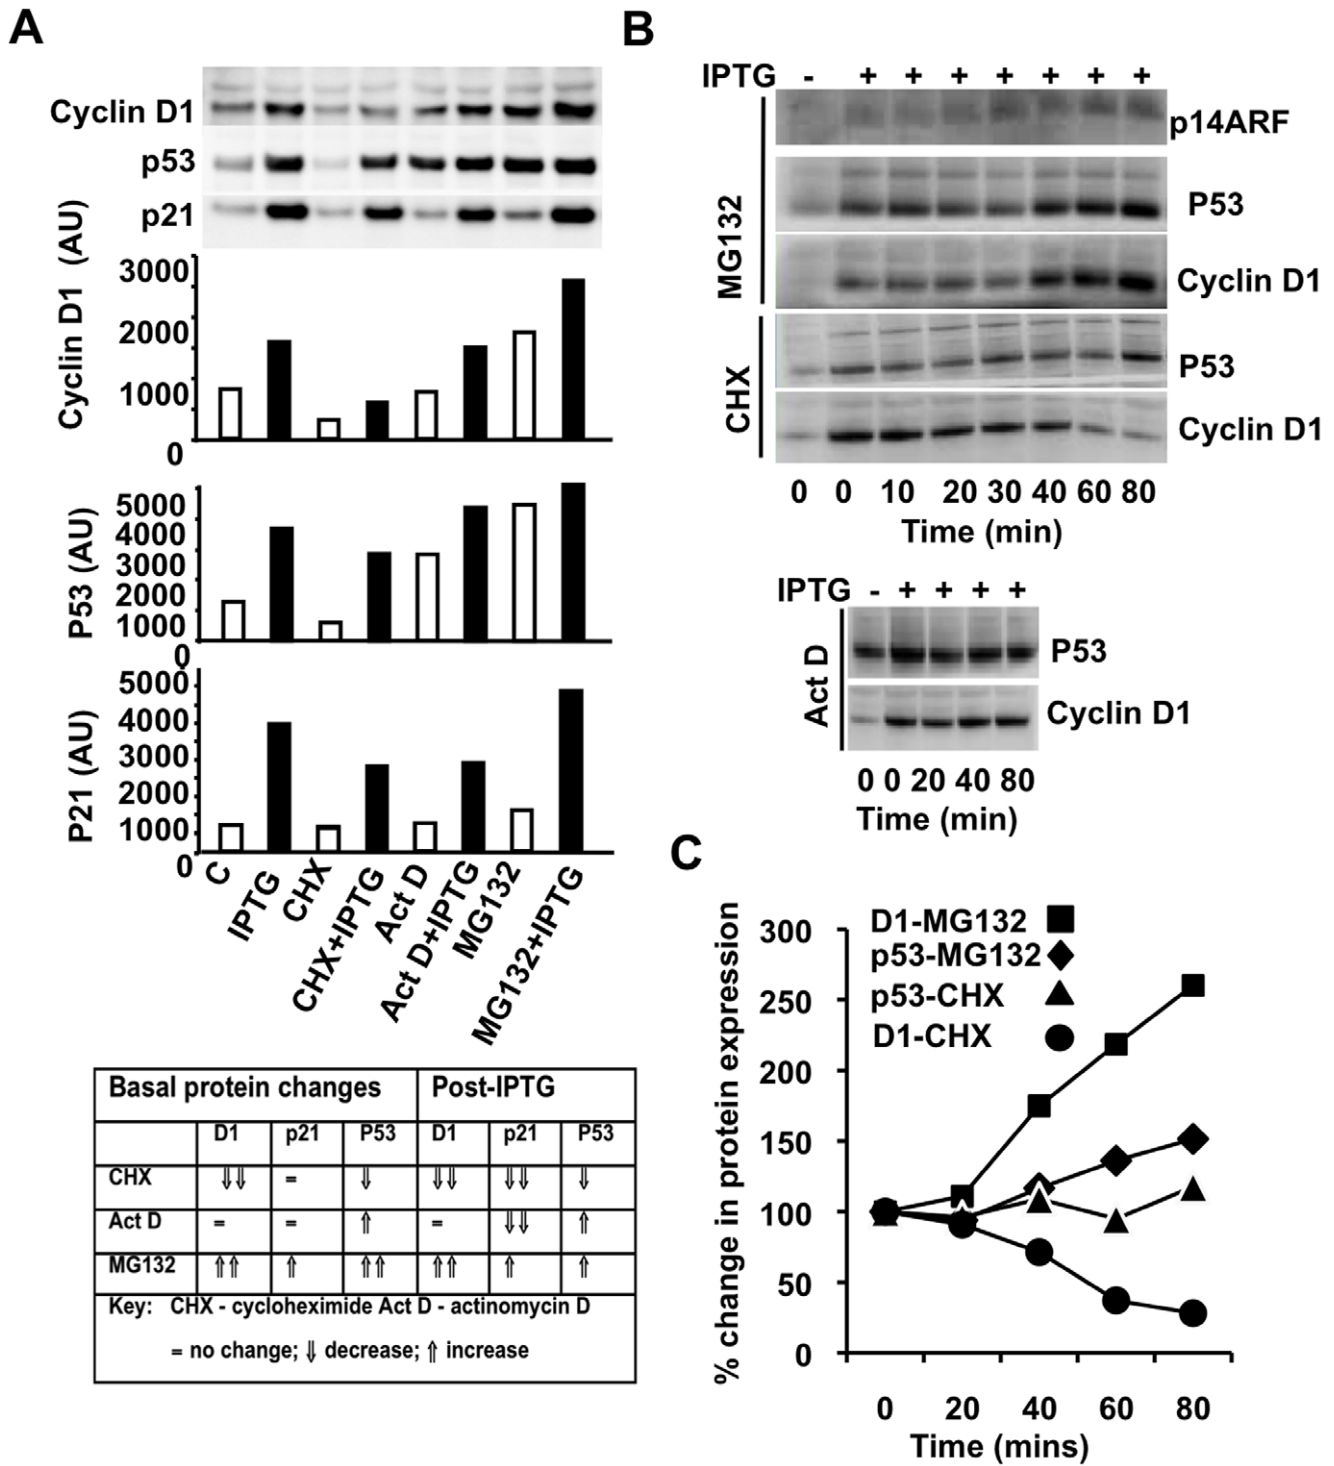 A
Cyclin D1
p53
p21
Cyclin D1 (AU)
3000
2000
1000
0
P53 (AU)
5000
4000
3000
2000
1000
0
P21 (AU)
5000
4000
3000
2000
1000
0
C
IPTG
CHX
CHX+IPTG
Act D
Act D+IPTG
MG132
MG132+IPTG
Basal protein changes Post-IPTG
D1 p21 P53 D1 p21 P53
CHX ⇓⇓ = ⇓ ⇓⇓ ⇓⇓ ⇓
Act D = = ⇑ = ⇓⇓ ⇑
MG132 ⇑⇑ ⇑ ⇑⇑ ⇑⇑ ⇑ ⇑
Key: CHX - cycloheximide Act D - actinomycin D
= no change; ⇓ decrease; ⇑ increase
B
IPTG - + + + + + + +
MG132
p14ARF
P53
Cyclin D1
CHX
P53
Cyclin D1
0 0 10 20 30 40 60 80
Time (min)
IPTG - + + + +
Act D
P53
Cyclin D1
0 0 20 40 80
Time (min)
C
% change in protein expression
300
250
200
150
100
50
0
D1-MG132
p53-MG132
p53-CHX
D1-CHX
0 20 40 60 80
Time (mins)